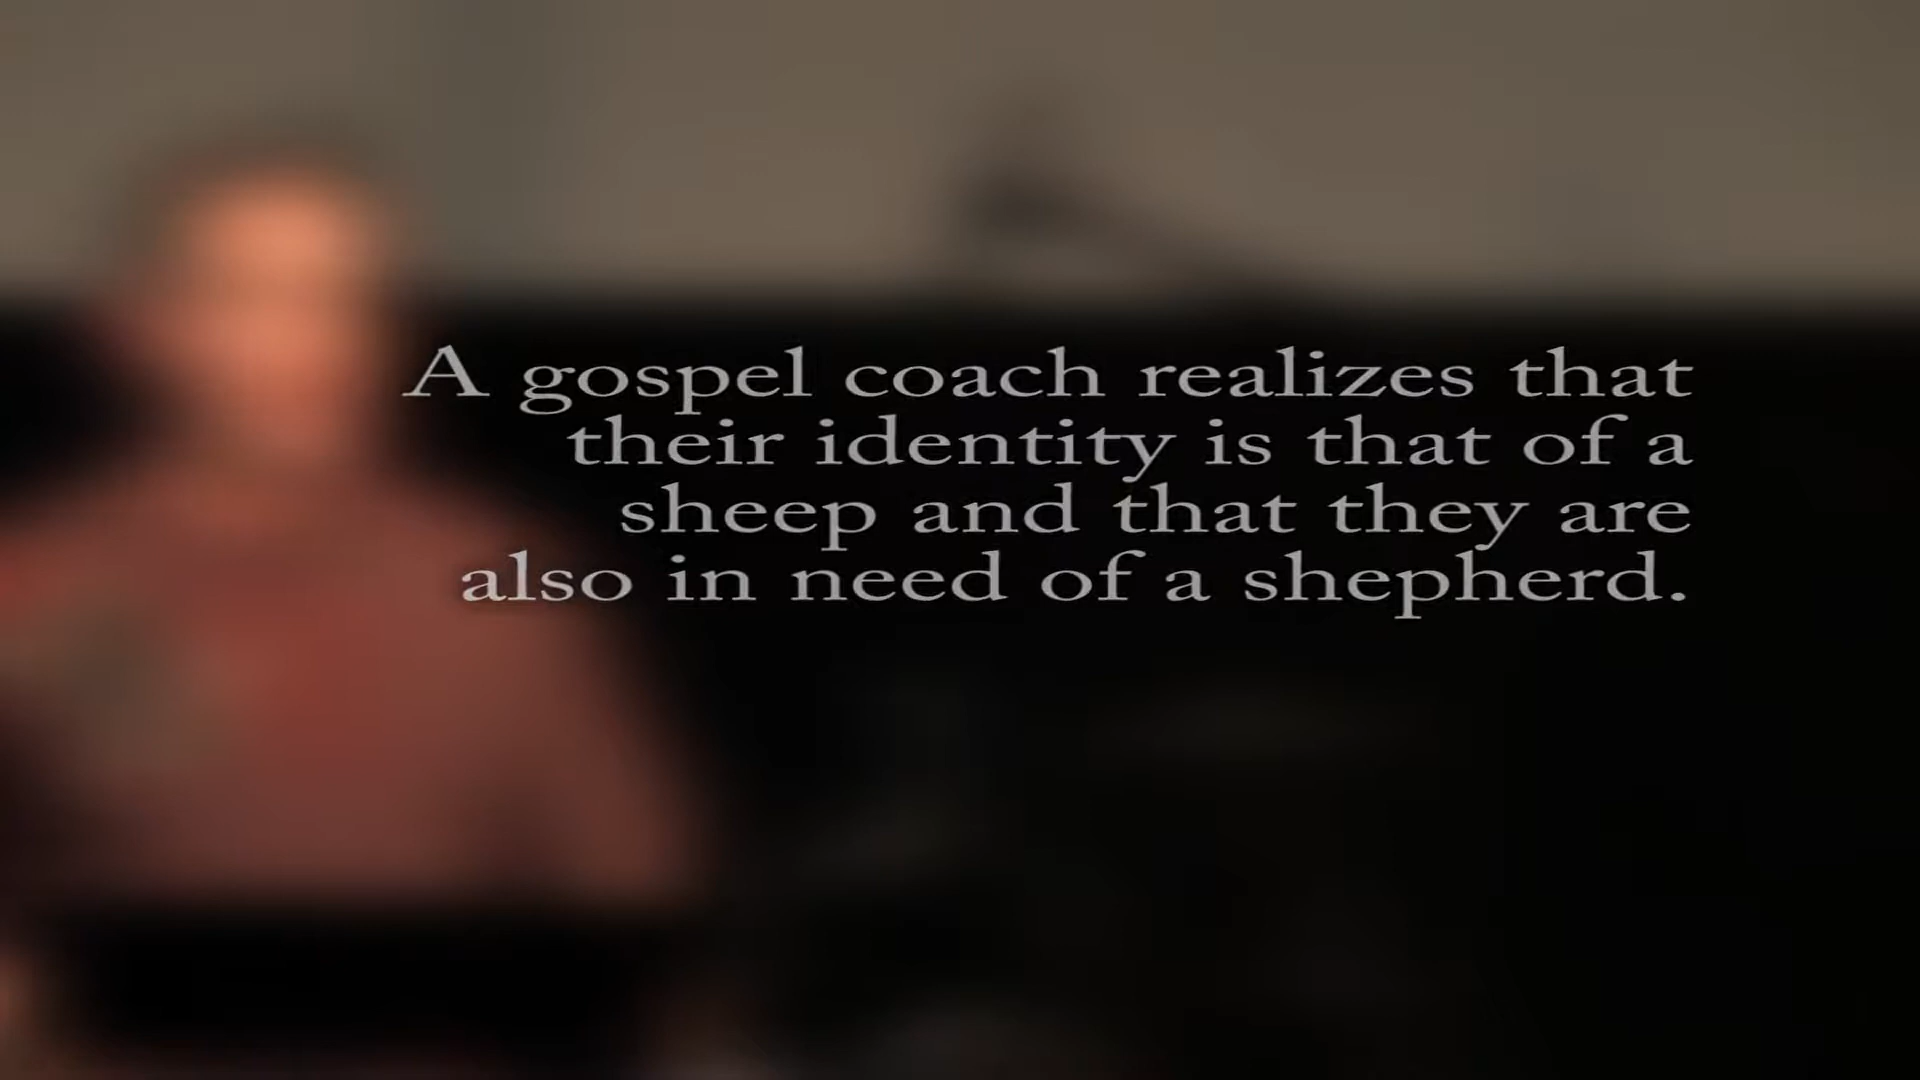 A gospel coach realizes that
their identity is that of a
sheep and that they are
also in need of a shepherd.